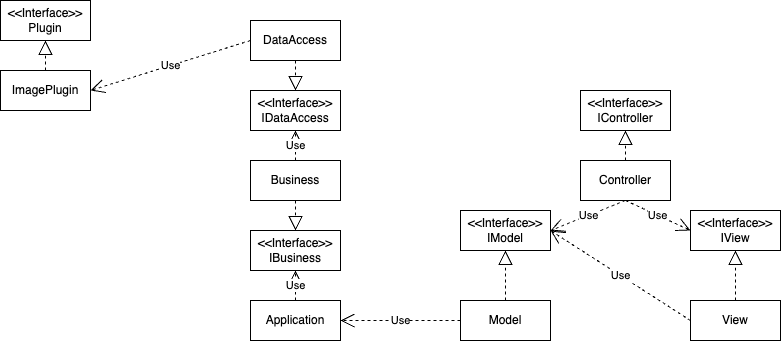 <<Interface>>
Plugin
ImagePlugin
Use
DataAccess
<<Interface>>
IDataAccess
Use
Business
<<Interface>>
IBusiness
Use
Application
Use
<<Interface>>
IController
Controller
Use
Use
<<Interface>>
IModel
<<Interface>>
IView
Use
Model
View